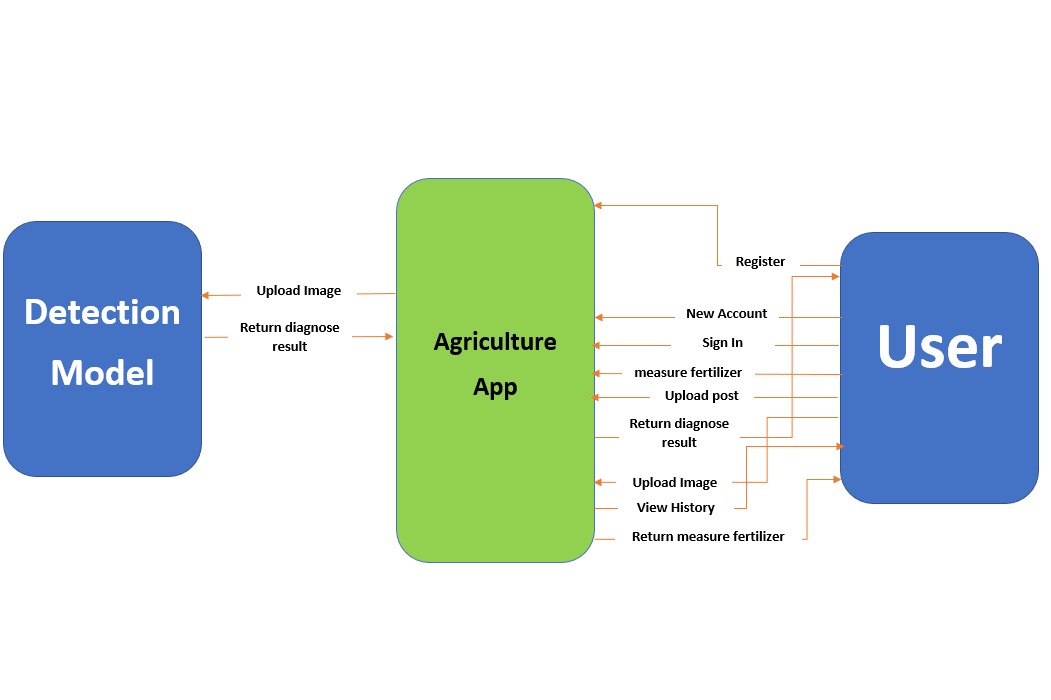 Detection
Model
Upload Image
Return diagnose
result
Agriculture
App
Register
New Account
Sign In
measure fertilizer
Upload post
Return diagnose
result
Upload Image
View History
Return measure fertilizer
User